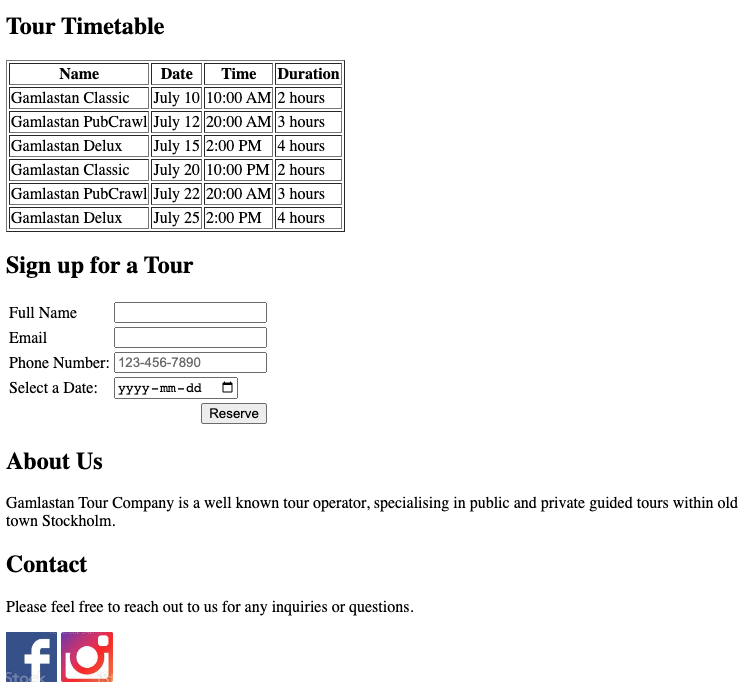 Tour Timetable
Name Date Time Duration
Gamlastan Classic July 10 10:00 AM 2 hours
Gamlastan PubCrawl July 12 20:00 AM 3 hours
Gamlastan Delux July 15 2:00 PM 4 hours
Gamlastan Classic July 20 10:00 PM 2 hours
Gamlastan PubCrawl July 22 20:00 AM 3 hours
Gamlastan Delux July 25 2:00 PM 4 hours
Sign up for a Tour
Full Name
Email
Phone Number: 123-456-7890
Select a Date: yyyy-mm-dd
Reserve
About Us
Gamlastan Tour Company is a well known tour operator, specialising in public and private guided tours within old
town Stockholm.
Contact
Please feel free to reach out to us for any inquiries or questions.
f